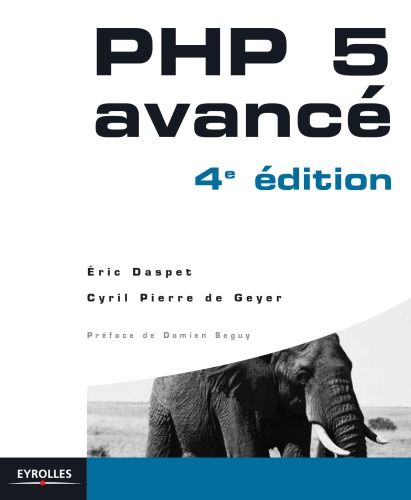 PHP 5
avancé
4e édition
Éric Daspet
Cyril Pierre de Geyer
Préface de Damien Seguy
EYROLLES